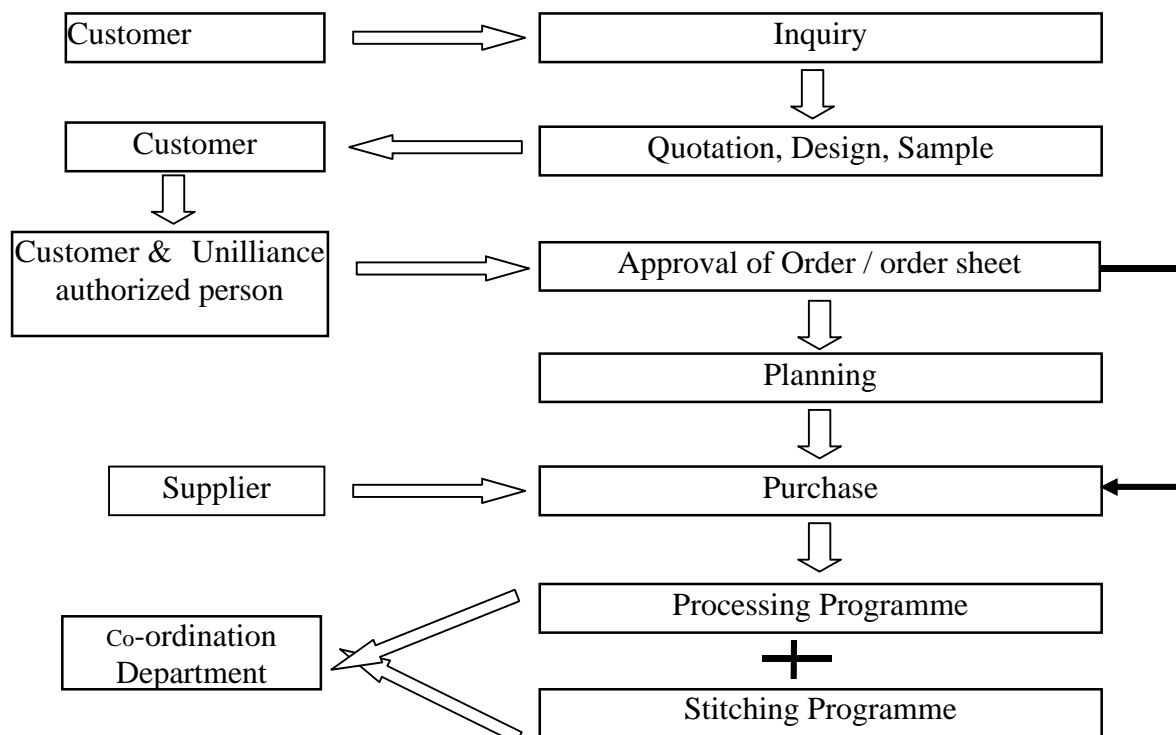 Customer
Inquiry
Customer
Quotation, Design, Sample
Customer & Unilliance
authorized person
Approval of Order / order sheet
Planning
Supplier
Purchase
Processing Programme
Co-ordination
Department
Stitching Programme